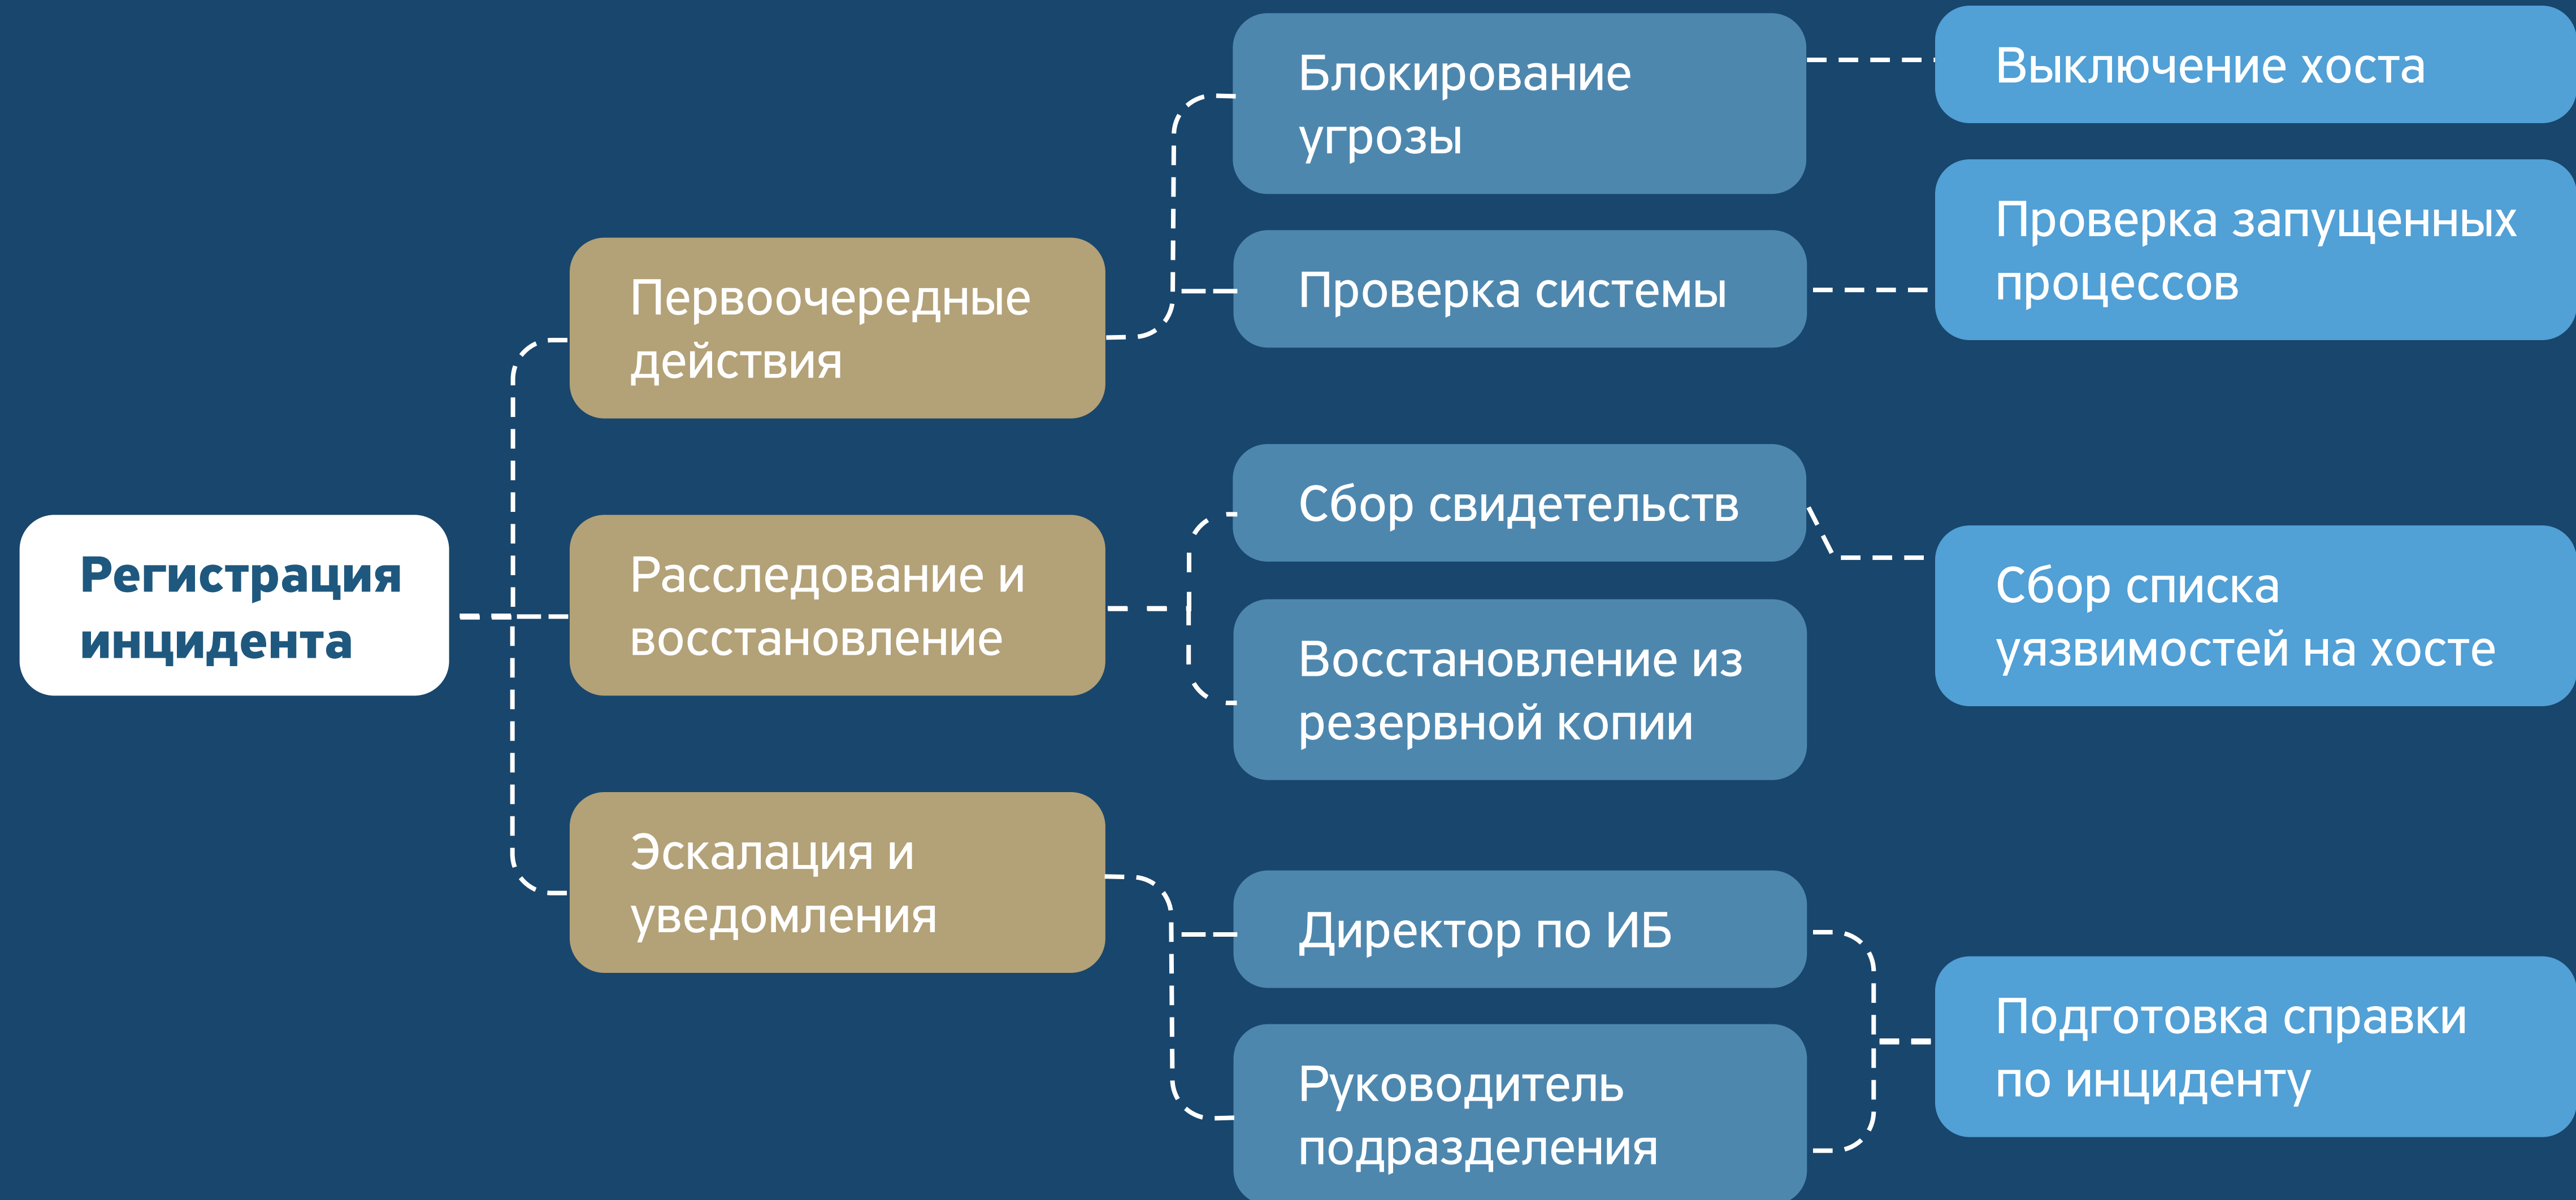 Регистрация
инцидента
Первоочередные
действия
Расследование и
восстановление
Эскалация и
уведомления
Блокирование
угрозы
Проверка системы
Сбор свидетельств
Восстановление из
резервной копии
Директор по ИБ
Руководитель
подразделения
Выключение хоста
Проверка запущенных
процессов
Сбор списка
уязвимостей на хосте
Подготовка справки
по инциденту